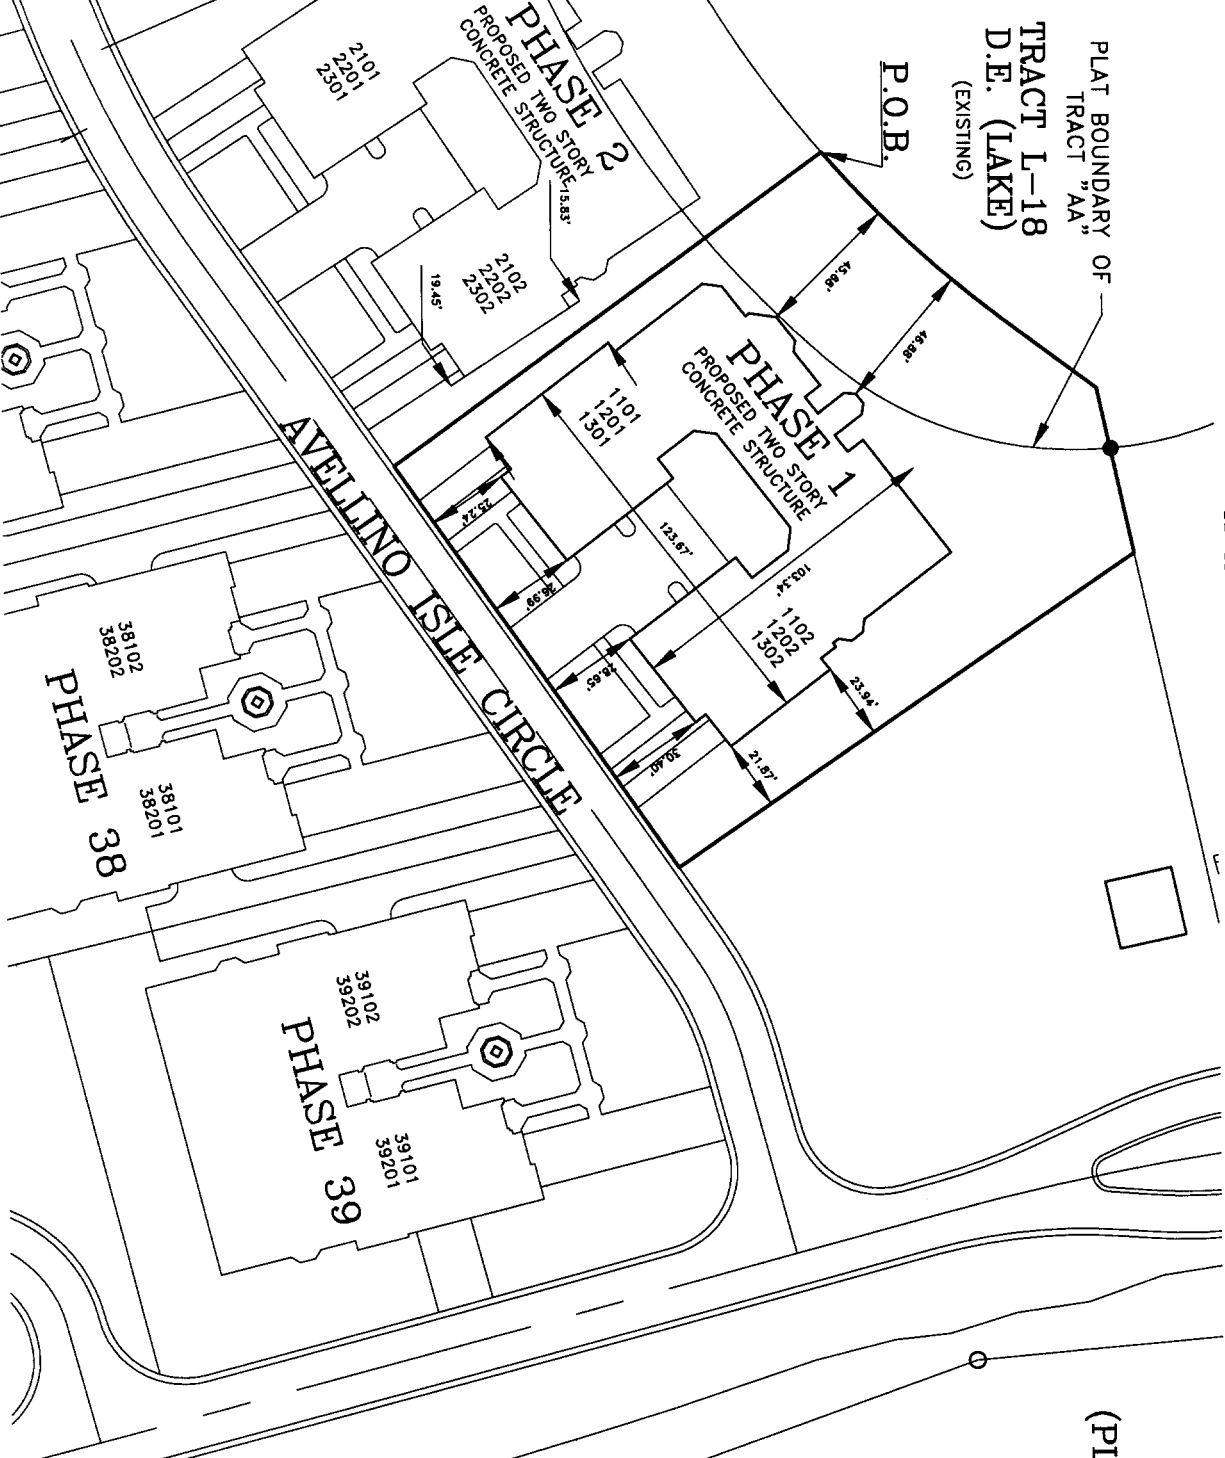 PLAT BOUNDARY OF
TRACT "AA"
TRACT L-18
D.E. (LAKE)
(EXISTING)
P.O.B.
PHASE 2
PROPOSED TWO STORY
CONCRETE STRUCTURE
15.83'
2101
2201
2301
2102
2202
2302
19.45'
45.88'
46.88'
PHASE 1
PROPOSED TWO STORY
CONCRETE STRUCTURE
1101
1201
1301
123.67'
103.34'
1102
1202
1302
25.24'
26.99'
28.65'
30.40'
23.94'
21.87'
AVELLINO ISLE CIRCLE
38102
38202
PHASE 38
38101
38201
39102
39202
PHASE 39
39101
39201
(PL